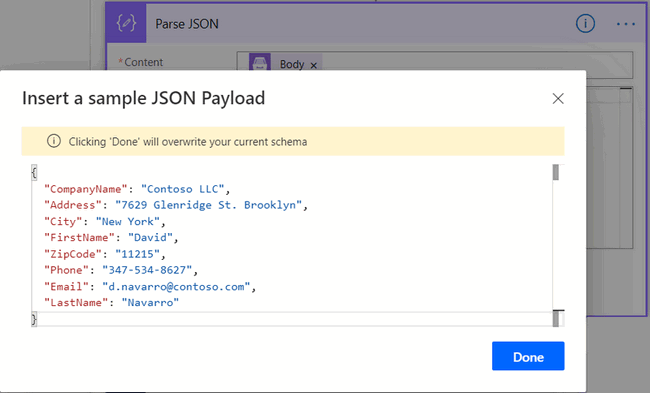 Parse JSON
* Content
Body ×
Insert a sample JSON Payload
Clicking 'Done' will overwrite your current schema
{
"CompanyName": "Contoso LLC",
"Address": "7629 Glenridge St. Brooklyn",
"City": "New York",
"FirstName": "David",
"ZipCode": "11215",
"Phone": "347-534-8627",
"Email": "d.navarro@contoso.com",
"LastName": "Navarro"
}
Done